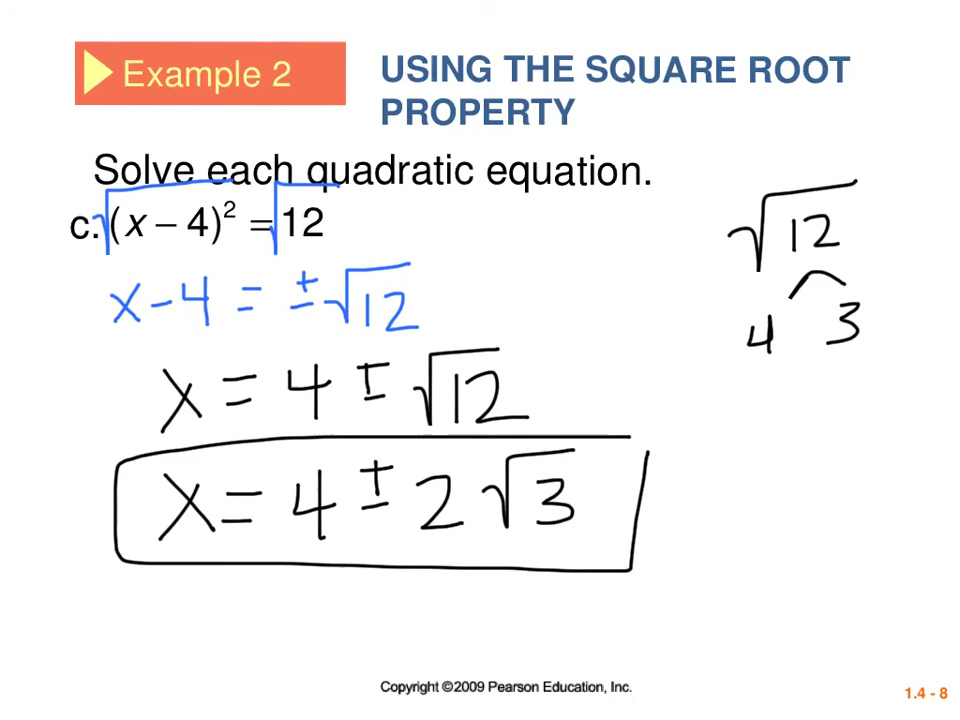 Example 2
USING THE SQUARE ROOT
PROPERTY
Solve each quadratic equation.
c. √(x – 4)² = √12
x - 4 = ±√12
x = 4 ± √12
x = 4 ± 2√3
√12
4 3
Copyright ©2009 Pearson Education, Inc.
1.4 - 8